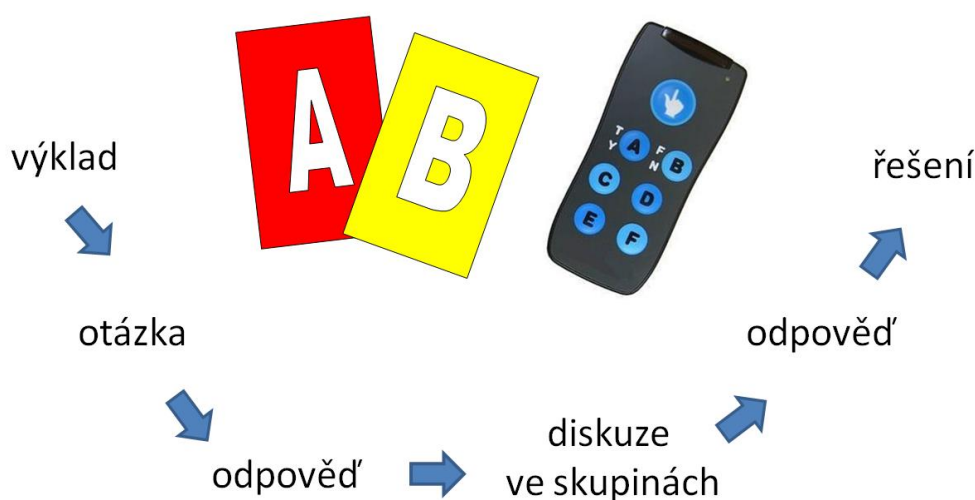 A
B
T
Y
A
F
N
B
C
D
E
F
výklad
řešení
otázka
odpověď
odpověď
diskuze
ve skupinách